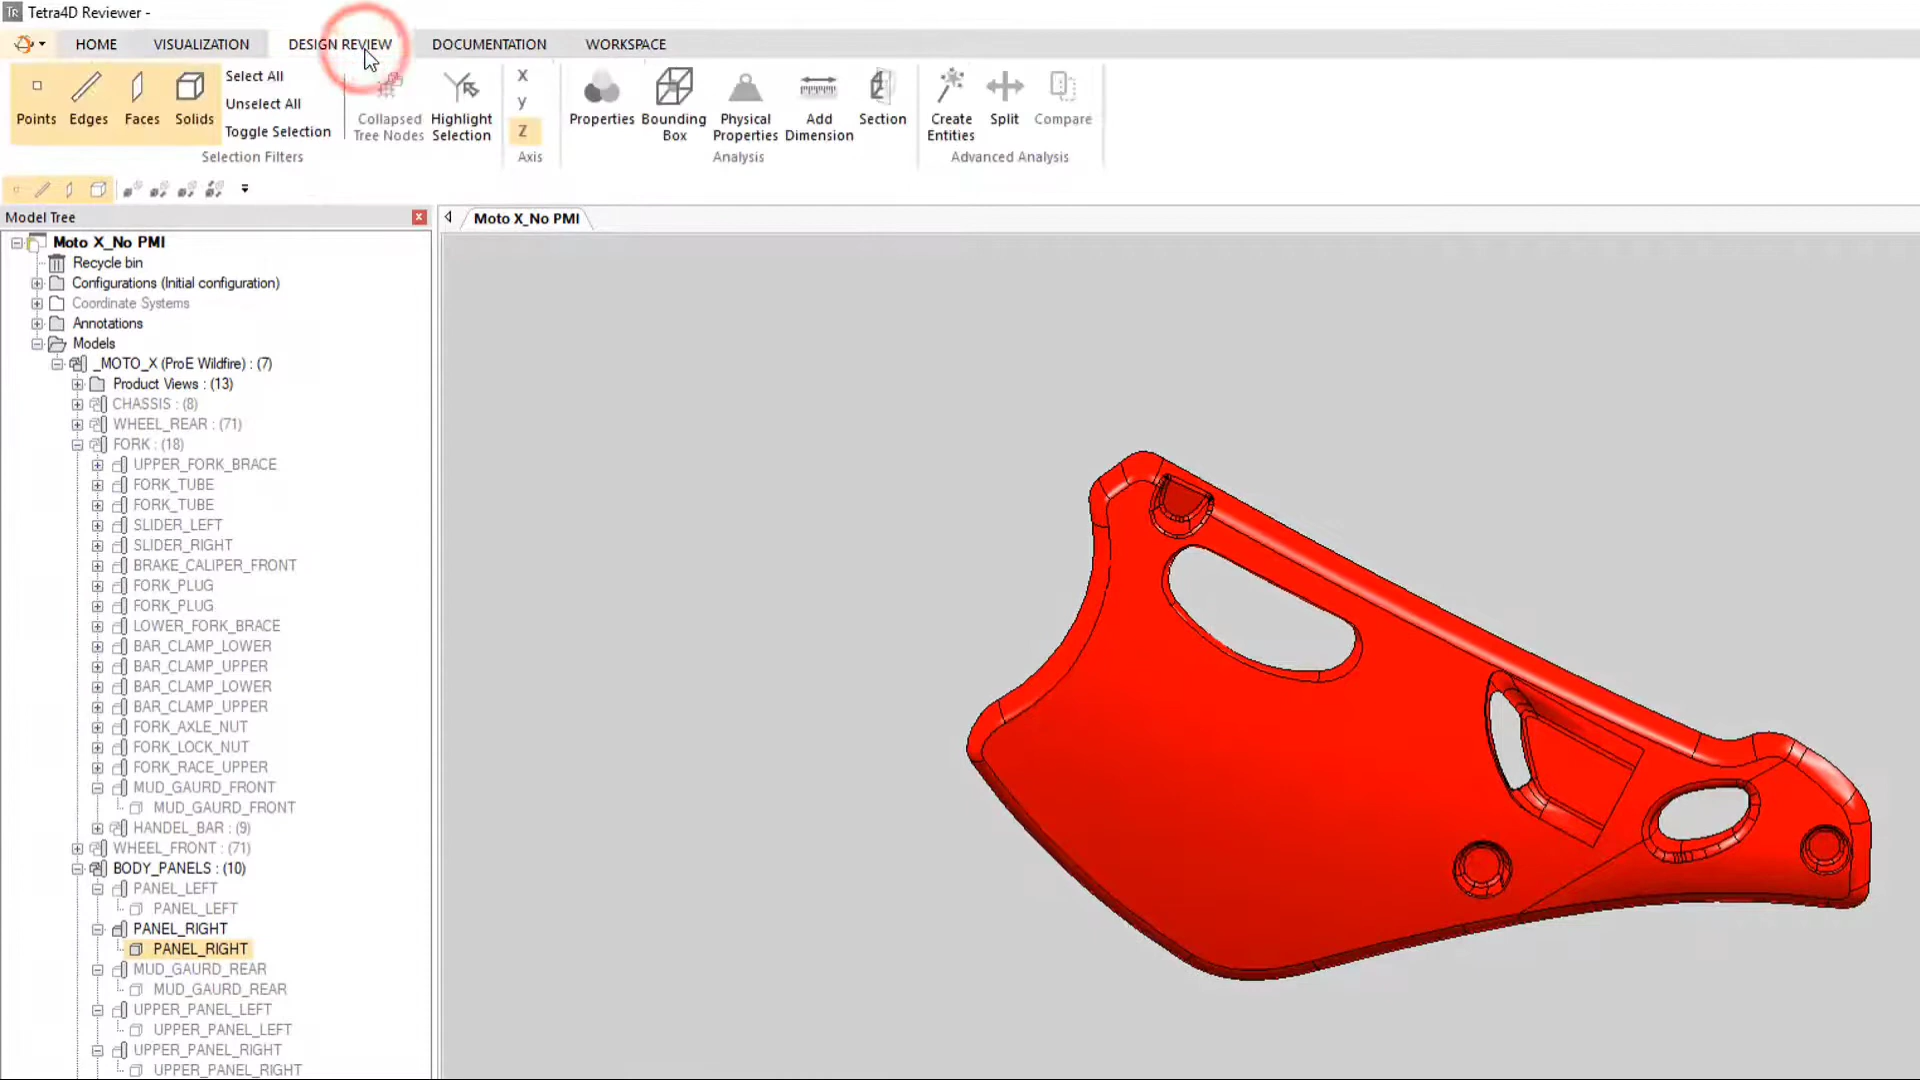 TR Tetra4D Reviewer -
HOME VISUALIZATION DESIGN REVIEW DOCUMENTATION WORKSPACE
Points Edges Faces Solids
Select All
Unselect All
Toggle Selection
Selection Filters
Collapsed Tree Nodes
Highlight Selection
X
y
Z
Axis
Properties
Bounding Box
Physical Properties
Add Dimension
Section
Analysis
Create Entities
Split
Compare
Advanced Analysis
Model Tree
Moto X_No PMI
Moto X_No PMI
Recycle bin
Configurations (Initial configuration)
Coordinate Systems
Annotations
Models
_MOTO_X (ProE Wildfire) : (7)
Product Views : (13)
CHASSIS : (8)
WHEEL_REAR : (71)
FORK : (18)
UPPER_FORK_BRACE
FORK_TUBE
FORK_TUBE
SLIDER_LEFT
SLIDER_RIGHT
BRAKE_CALIPER_FRONT
FORK_PLUG
FORK_PLUG
LOWER_FORK_BRACE
BAR_CLAMP_LOWER
BAR_CLAMP_UPPER
BAR_CLAMP_LOWER
BAR_CLAMP_UPPER
FORK_AXLE_NUT
FORK_LOCK_NUT
FORK_RACE_UPPER
MUD_GAURD_FRONT
MUD_GAURD_FRONT
HANDEL_BAR : (9)
WHEEL_FRONT : (71)
BODY_PANELS : (10)
PANEL_LEFT
PANEL_LEFT
PANEL_RIGHT
PANEL_RIGHT
MUD_GAURD_REAR
MUD_GAURD_REAR
UPPER_PANEL_LEFT
UPPER_PANEL_LEFT
UPPER_PANEL_RIGHT
UPPER_PANEL_RIGHT